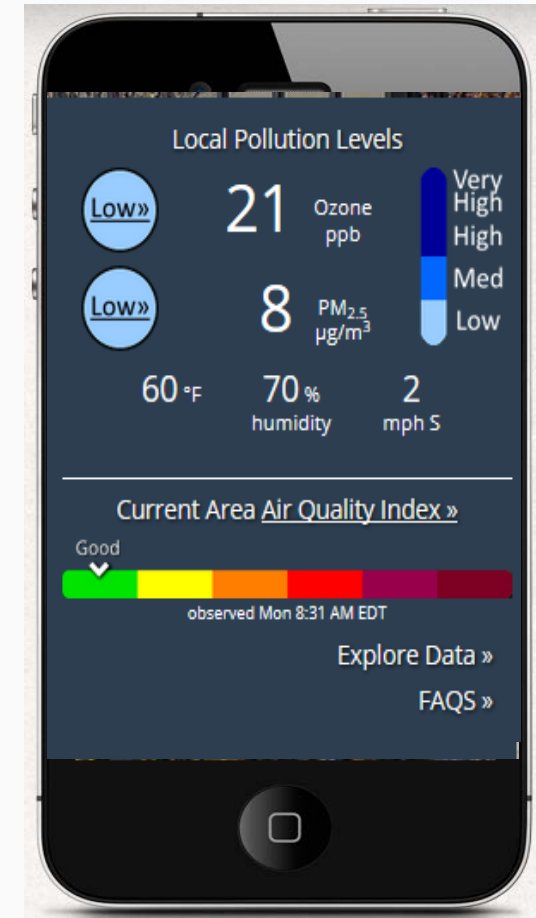 Local Pollution Levels
Low»
21
Ozone
ppb
Very
High
High
Med
Low
Low»
8
PM2.5
µg/m³
60 °F
70 %
humidity
2
mph S
Current Area Air Quality Index »
Good
observed Mon 8:31 AM EDT
Explore Data »
FAQS »